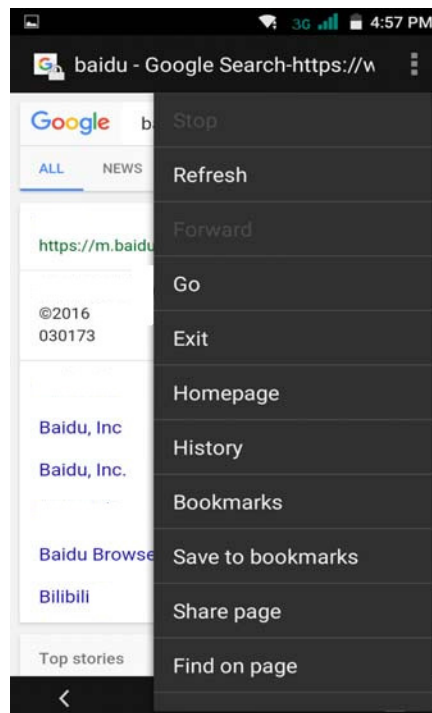 3G 4:57 PM
baidu - Google Search-https://w
Google b
Stop
ALL NEWS
Refresh
Forward
https://m.baidu
Go
©2016
030173
Exit
Homepage
Baidu, Inc
History
Baidu, Inc.
Bookmarks
Baidu Browse
Save to bookmarks
Bilibili
Share page
Top stories
Find on page